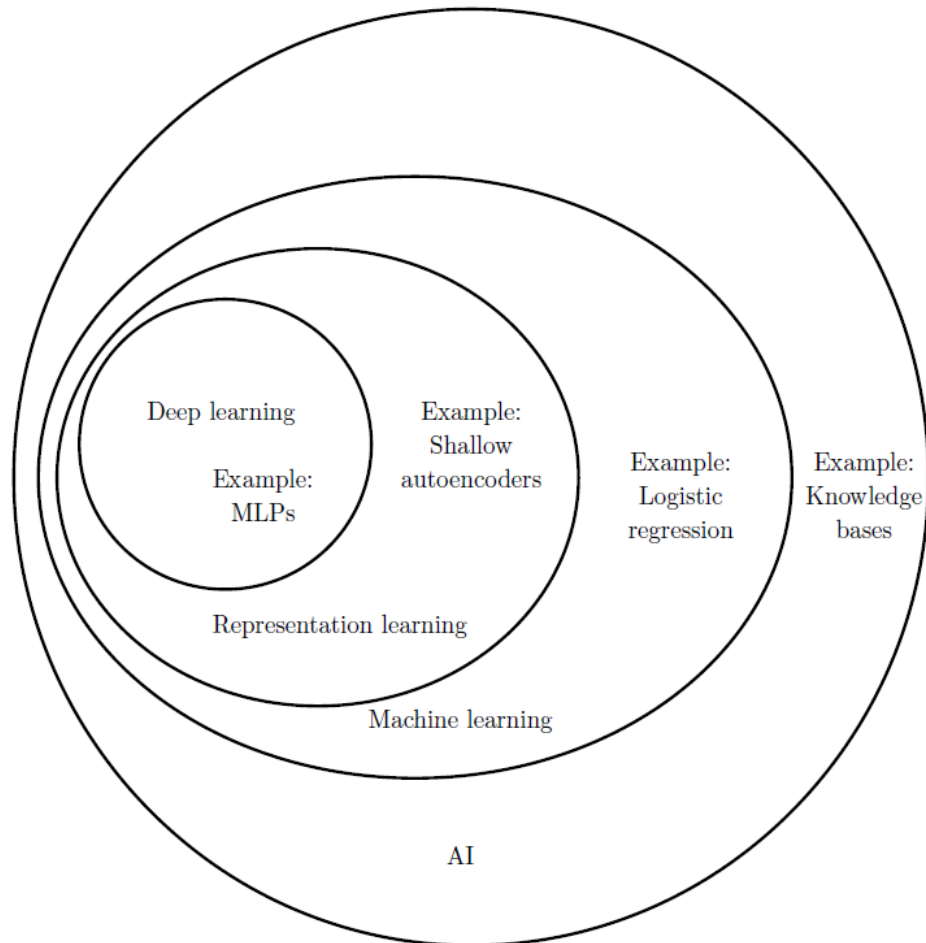 Deep learning
Example:
MLPs
Example:
Shallow
autoencoders
Example:
Logistic
regression
Example:
Knowledge
bases
Representation learning
Machine learning
AI